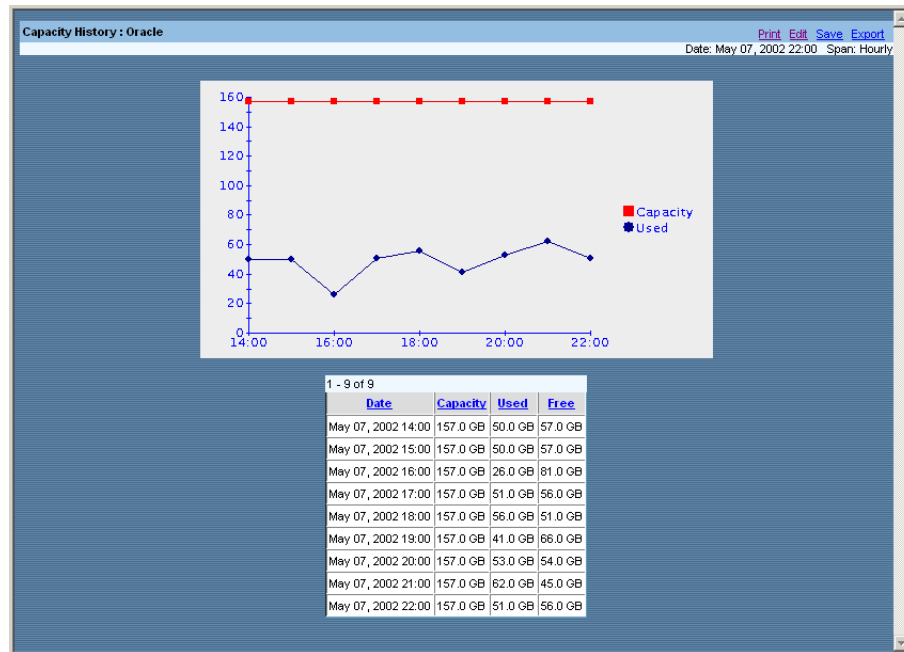 Capacity History : Oracle
Print Edit Save Export
Date: May 07, 2002 22:00 Span: Hourly
160
140
120
100
80
60
40
20
0
14:00 16:00 18:00 20:00 22:00
Capacity
Used
1 - 9 of 9
Date Capacity Used Free
May 07, 2002 14:00 157.0 GB 50.0 GB 57.0 GB
May 07, 2002 15:00 157.0 GB 50.0 GB 57.0 GB
May 07, 2002 16:00 157.0 GB 26.0 GB 81.0 GB
May 07, 2002 17:00 157.0 GB 51.0 GB 56.0 GB
May 07, 2002 18:00 157.0 GB 56.0 GB 51.0 GB
May 07, 2002 19:00 157.0 GB 41.0 GB 66.0 GB
May 07, 2002 20:00 157.0 GB 53.0 GB 54.0 GB
May 07, 2002 21:00 157.0 GB 62.0 GB 45.0 GB
May 07, 2002 22:00 157.0 GB 51.0 GB 56.0 GB